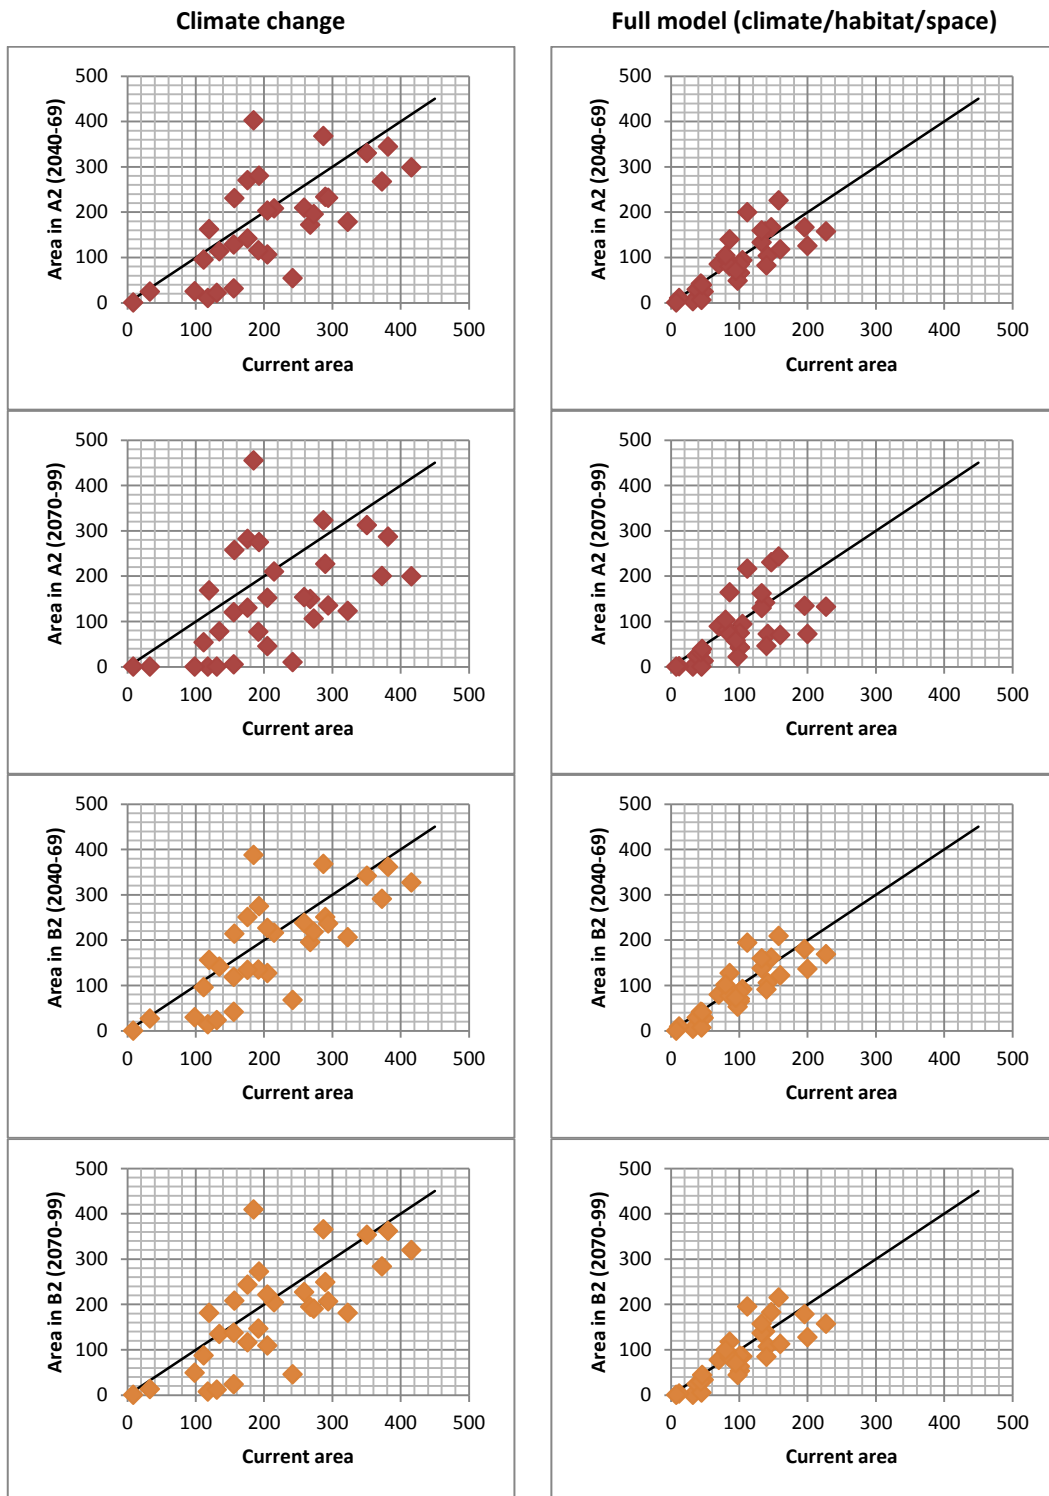 Climate change
Full model (climate/habitat/space)
Area in A2 (2040-69)
500
400
300
200
100
0
0 100 200 300 400 500
Current area
Area in A2 (2040-69)
500
400
300
200
100
0
0 100 200 300 400 500
Current area
Area in A2 (2070-99)
500
400
300
200
100
0
0 100 200 300 400 500
Current area
Area in A2 (2070-99)
500
400
300
200
100
0
0 100 200 300 400 500
Current area
Area in B2 (2040-69)
500
400
300
200
100
0
0 100 200 300 400 500
Current area
Area in B2 (2040-69)
500
400
300
200
100
0
0 100 200 300 400 500
Current area
Area in B2 (2070-99)
500
400
300
200
100
0
0 100 200 300 400 500
Current area
Area in B2 (2070-99)
500
400
300
200
100
0
0 100 200 300 400 500
Current area